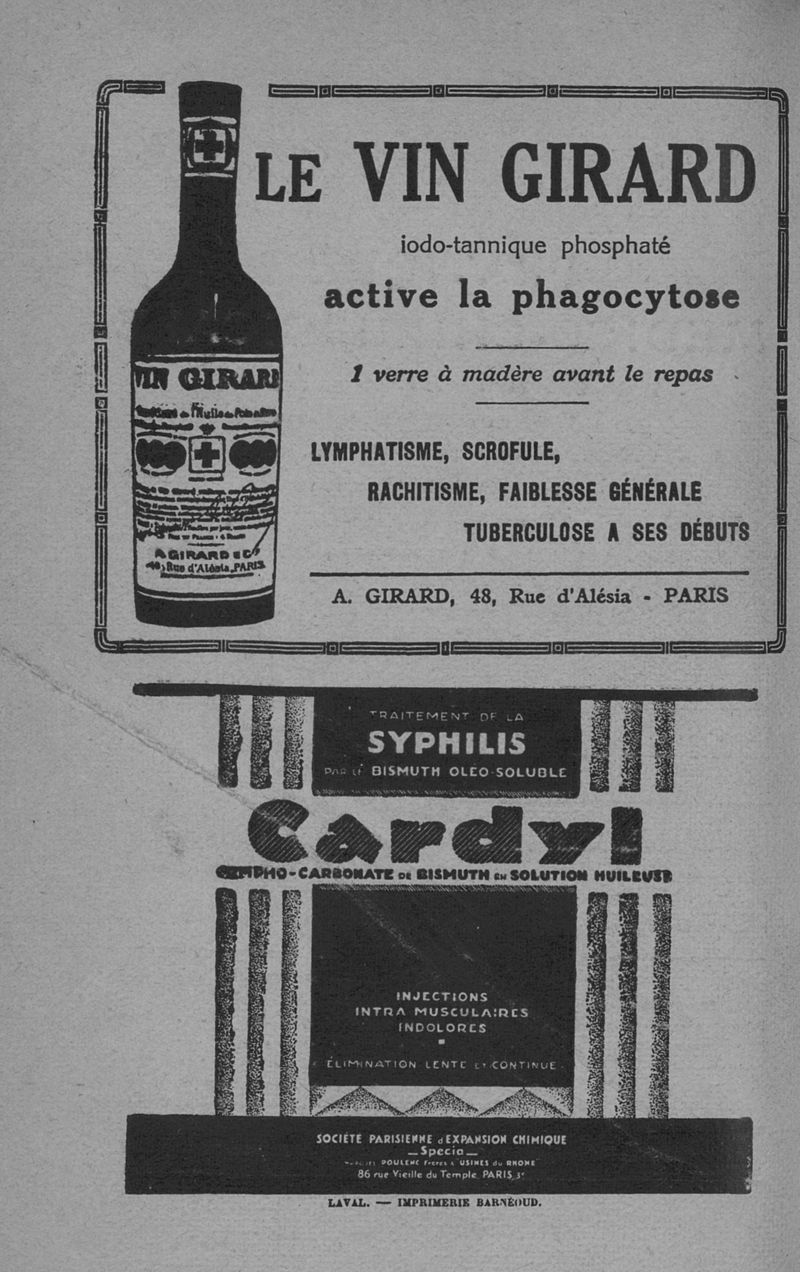 LE VIN GIRARD
iodo-tannique phosphaté
active la phagocytose
1 verre à madère avant le repas
LYMPHATISME, SCROFULE,
RACHITISME, FAIBLESSE GÉNÉRALE
TUBERCULOSE A SES DÉBUTS
A. GIRARD, 48, Rue d'Alésia - PARIS
VIN GIRARD
A GIRARD & Cie
48, Rue d'Alésia, PARIS
TRAITEMENT DE LA
SYPHILIS
PAR LE BISMUTH OLÉO-SOLUBLE
Cardyl
CAMPHO-CARBONATE DE BISMUTH EN SOLUTION HUILEUSE
INJECTIONS
INTRA MUSCULAIRES
INDOLORES
ÉLIMINATION LENTE ET CONTINUE
SOCIÉTÉ PARISIENNE d'EXPANSION CHIMIQUE
— Specia —
POULENC Frères & USINES du RHONE
86 rue Vieille du Temple PARIS, 3e
LAVAL. — IMPRIMERIE BARNÉOUD.